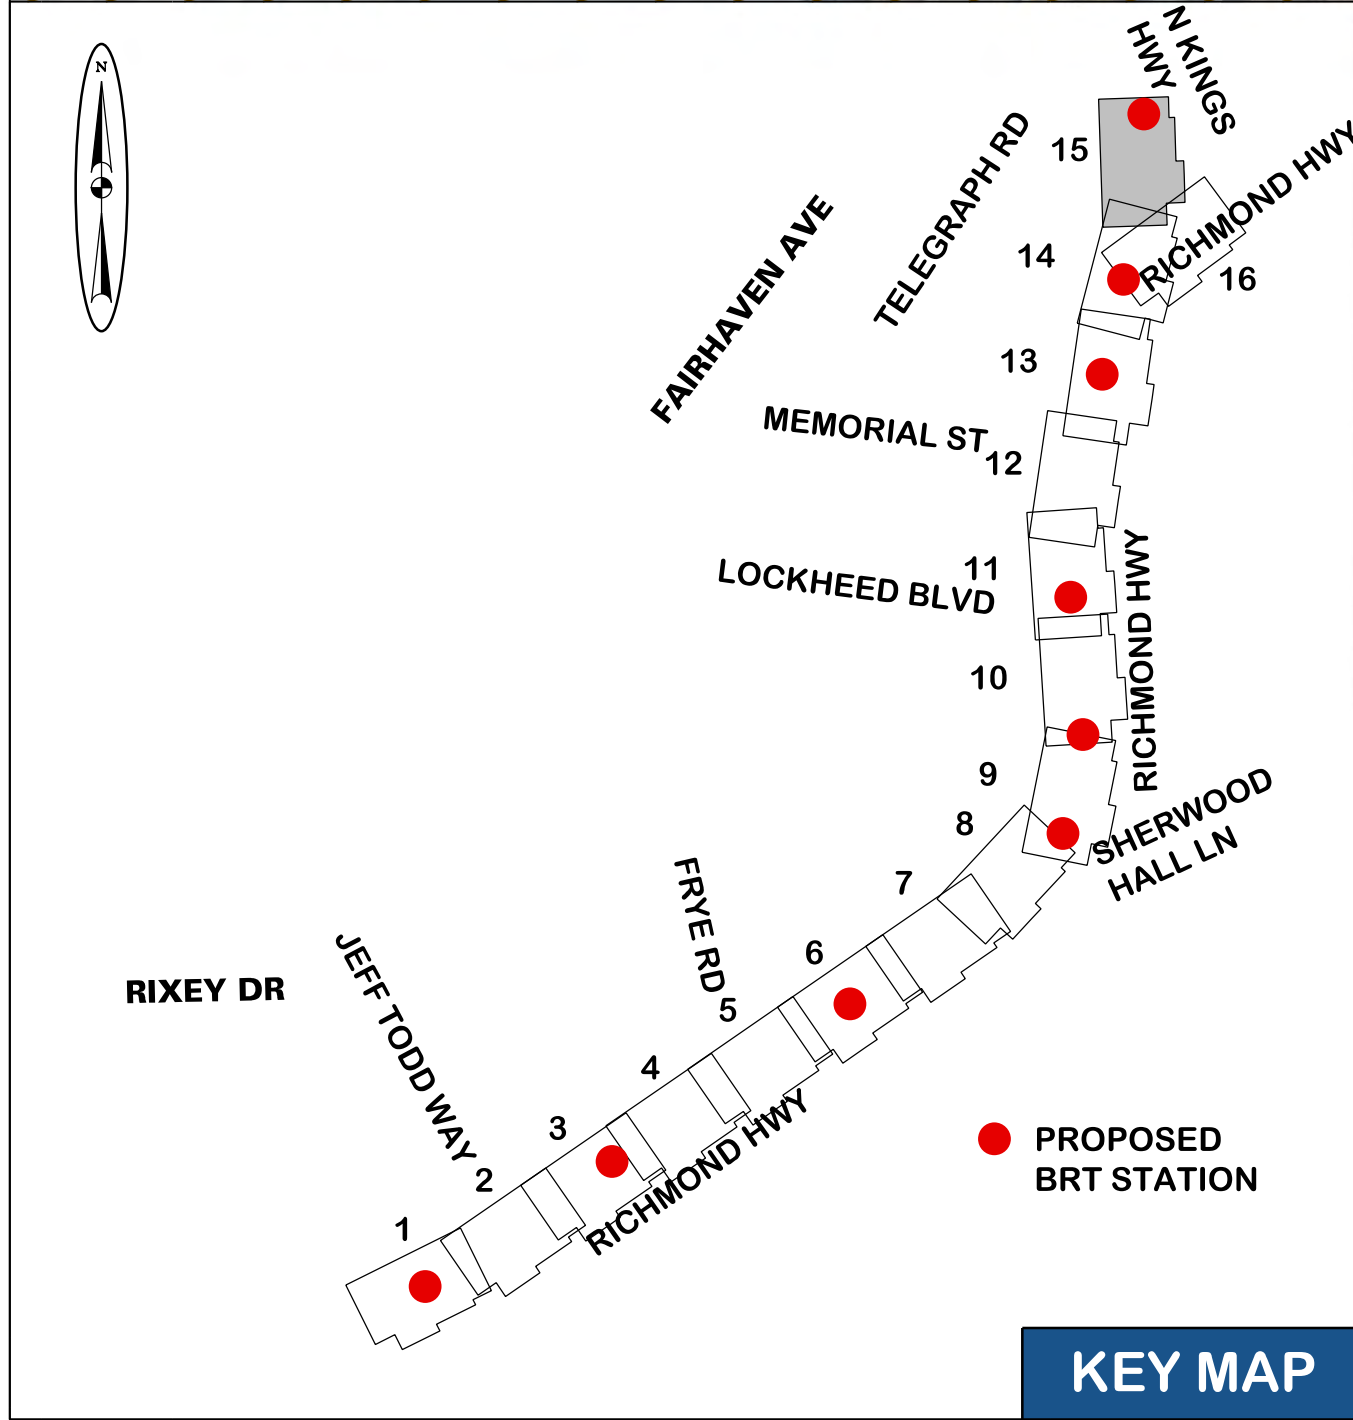 N
N KINGS
HWY
15
TELEGRAPH RD
RICHMOND HWY
FAIRHAVEN AVE
14
16
13
MEMORIAL ST
12
11
LOCKHEED BLVD
RICHMOND HWY
10
9
8
SHERWOOD
HALL LN
7
FRYE RD
6
JEFF TODD WAY
RIXEY DR
5
4
3
RICHMOND HWY
2
1
PROPOSED
BRT STATION
KEY MAP